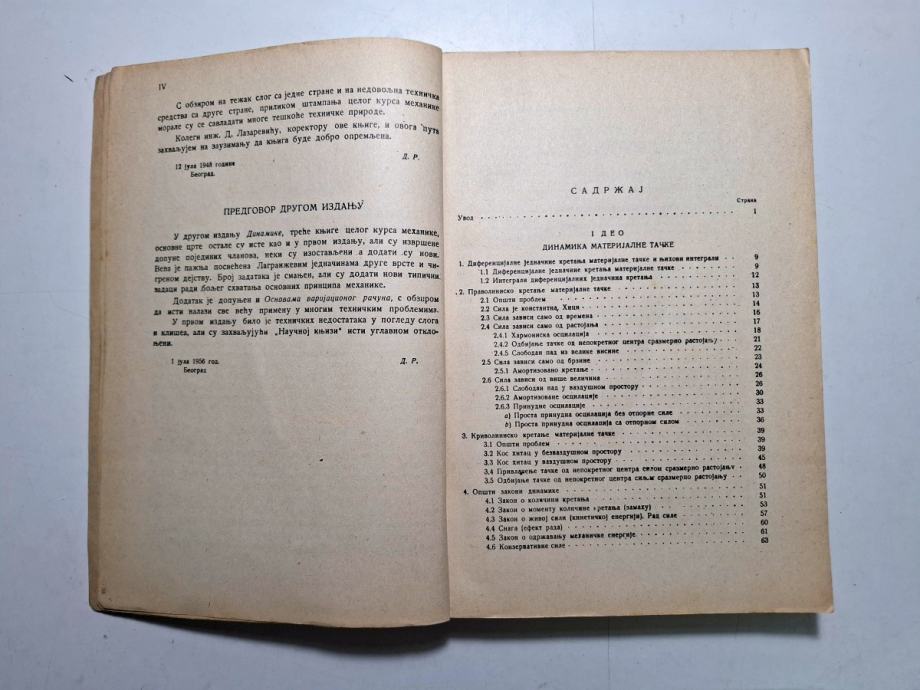 IV
С обзиром на тежак слог са једне стране и на недовољна техничка
средства са друге стране, приликом штампања целог курса механике
морале су се савладати многе тешкоће техничке природе.
Колеги инж. Д. Лазаревићу, коректору ове књиге, и овога пута
захваљујем на заузимању да књига буде добро опремљена.
12 јула 1948 године
Београд.
Д. Р.
ПРЕДГОВОР ДРУГОМ ИЗДАЊУ
У другом издању Динамике, треће књиге целог курса механике,
основне црте остале су исте као и у првом издању, али су извршене
допуне појединих чланова, неки су изостављени а додати су нови.
Већа је пажња посвећена Лагранжевим једначинама друге врсте и чи-
греном дејству. Број задатака је смањен, али су додати нови типични
задаци ради бољег схватања основних принципа механике.
Додатак је допуњен и Основама варијационог рачуна, с обзиром
да исти налази све већу примену у многим техничким проблемима.
У првом издању било је техничких недостатака у погледу слога
и клишеа, али су захваљујући „Научној књизи" исти углавном откло-
њени.
1 јула 1956 год.
Београд
Д. Р.
САДРЖАЈ
Страна
Увод 1
I ДЕО
ДИНАМИКА МАТЕРИЈАЛНЕ ТАЧКЕ
1. Диференцијалне једначине кретања материјалне тачке и њихови интеграли 9
1.1 Диференцијалне једначине кретања материјалне тачке 9
1.2 Интеграли диференцијалних једначина кретања 12
2. Праволиниско кретање материјалне тачке 13
2.1 Општи проблем 13
2.2 Сила је константна, Хици 14
2.3 Сила зависи само од времена 16
2.4 Сила зависи само од растојања 17
2.4.1 Хармониска осцилација 18
2.4.2 Одбијање тачке од непокретног центра сразмерно растојању 21
2.4.5 Слободан пад из велике висине 22
2.5 Сила зависи само од брзине 23
2.5.1 Амортизовано кретање 24
2.6 Сила зависи од више величина 26
2.6.1 Слободан пад у ваздушном простору 26
2.6.2 Амортизоване осцилације 30
2.6.3 Принудне осцилације 33
a) Проста принудна осцилација без отпорне силе 33
b) Проста принудна осцилација са отпорном силом 36
3. Криволиниско кретање материјалне тачке 39
3.1 Општи проблем 39
3.2 Кос хитац у безваздушном простору 39
3.3 Кос хитац у ваздушном простору 45
3.4 Привлачење тачке од непокретног центра силом сразмерно растојању 48
3.5 Одбијање тачке од непокретног центра силом сразмерно растојању 50
4. Општи закони динамике 51
4.1 Закон о количини кретања 51
4.2 Закон о моменту количине кретања (замаху) 53
4.3 Закон о живој сили (кинетичкој енергији). Рад силе 57
4.4 Снага (ефект рада) 60
4.5 Закон о одржавању механичке енергије 61
4.6 Конзервативне силе 63